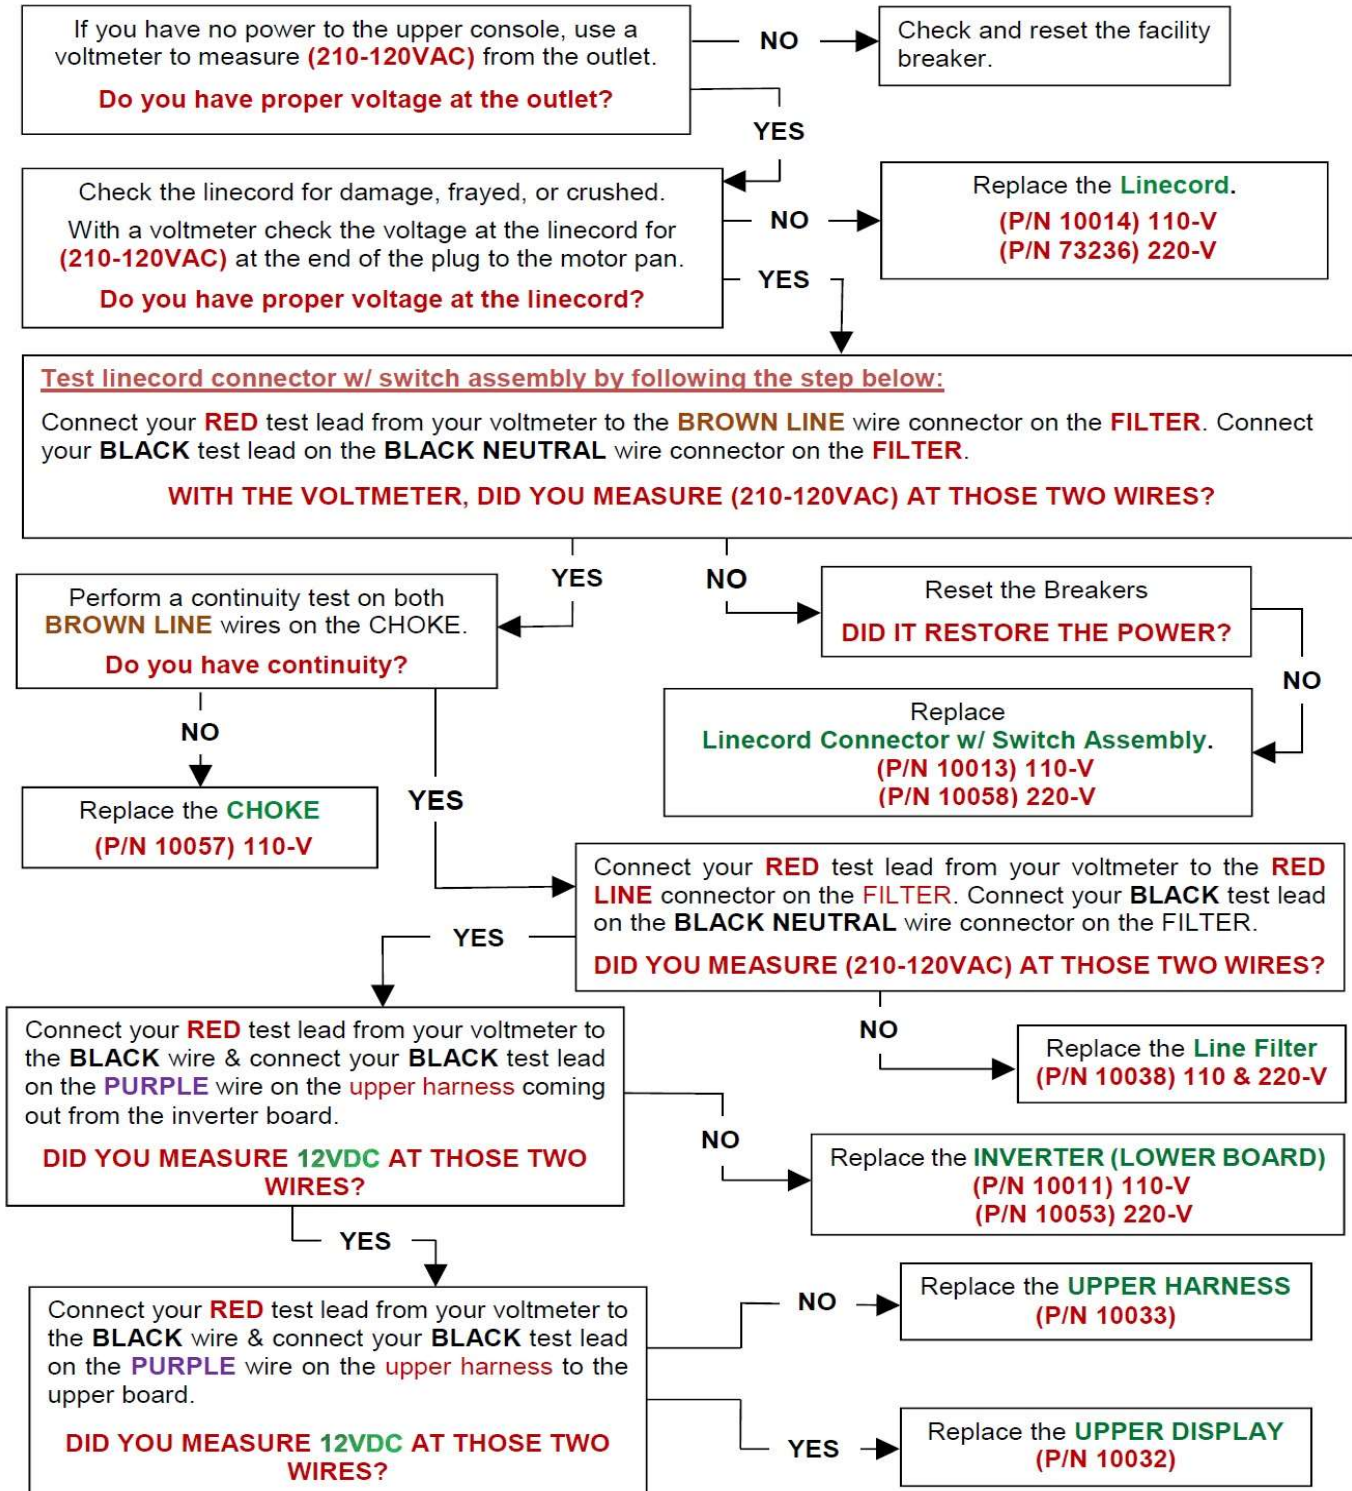 If you have no power to the upper console, use a
voltmeter to measure (210-120VAC) from the outlet.
Do you have proper voltage at the outlet?
NO
Check and reset the facility
breaker.
YES
Check the linecord for damage, frayed, or crushed.
With a voltmeter check the voltage at the linecord for
(210-120VAC) at the end of the plug to the motor pan.
Do you have proper voltage at the linecord?
NO
Replace the Linecord.
(P/N 10014) 110-V
(P/N 73236) 220-V
YES
Test linecord connector w/ switch assembly by following the step below:
Connect your RED test lead from your voltmeter to the BROWN LINE wire connector on the FILTER. Connect
your BLACK test lead on the BLACK NEUTRAL wire connector on the FILTER.
WITH THE VOLTMETER, DID YOU MEASURE (210-120VAC) AT THOSE TWO WIRES?
YES
NO
Perform a continuity test on both
BROWN LINE wires on the CHOKE.
Do you have continuity?
Reset the Breakers
DID IT RESTORE THE POWER?
NO
NO
Replace
Linecord Connector w/ Switch Assembly.
(P/N 10013) 110-V
(P/N 10058) 220-V
YES
Replace the CHOKE
(P/N 10057) 110-V
Connect your RED test lead from your voltmeter to the RED
LINE connector on the FILTER. Connect your BLACK test lead
on the BLACK NEUTRAL wire connector on the FILTER.
DID YOU MEASURE (210-120VAC) AT THOSE TWO WIRES?
YES
NO
Replace the Line Filter
(P/N 10038) 110 & 220-V
Connect your RED test lead from your voltmeter to
the BLACK wire & connect your BLACK test lead
on the PURPLE wire on the upper harness coming
out from the inverter board.
DID YOU MEASURE 12VDC AT THOSE TWO
WIRES?
NO
Replace the INVERTER (LOWER BOARD)
(P/N 10011) 110-V
(P/N 10053) 220-V
YES
Connect your RED test lead from your voltmeter to
the BLACK wire & connect your BLACK test lead
on the PURPLE wire on the upper harness to the
upper board.
DID YOU MEASURE 12VDC AT THOSE TWO
WIRES?
NO
Replace the UPPER HARNESS
(P/N 10033)
YES
Replace the UPPER DISPLAY
(P/N 10032)